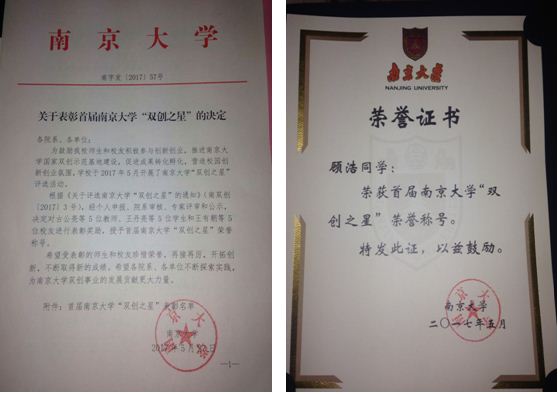 南京大学
南字发〔2017〕57号
关于表彰首届南京大学“双创之星”的决定
各院系、各单位：
为鼓励我校师生和校友积极参与创新创业，推进南京大
学国家双创示范基地建设，促进成果转化孵化，营造校园创
新创业氛围，学校于2017年5月开展了南京大学“双创之星”
评选活动。
根据《关于评选南京大学“双创之星”的通知》（南双创
〔2017〕3号），经个人申报、院系审核、专家评审和公示，
决定对古公亮等5位教师、王丹英等5位学生和王有朝等5
位校友进行表彰奖励，授予首届南京大学“双创之星”荣誉
称号。
希望受表彰的师生和校友珍惜荣誉，再接再厉，开拓创
新，不断取得新的成绩。希望各院系、各单位不断探索实践，
为南京大学双创事业的发展贡献更大力量。
附件：首届南京大学“双创之星”表彰名单
南京大学
2017年5月27日
—1—
南京大学
NANJING UNIVERSITY
荣誉证书
顾浩同学：
荣获首届南京大学“双
创之星”荣誉称号。
特发此证，以兹鼓励。
南京大学
二〇一七年五月